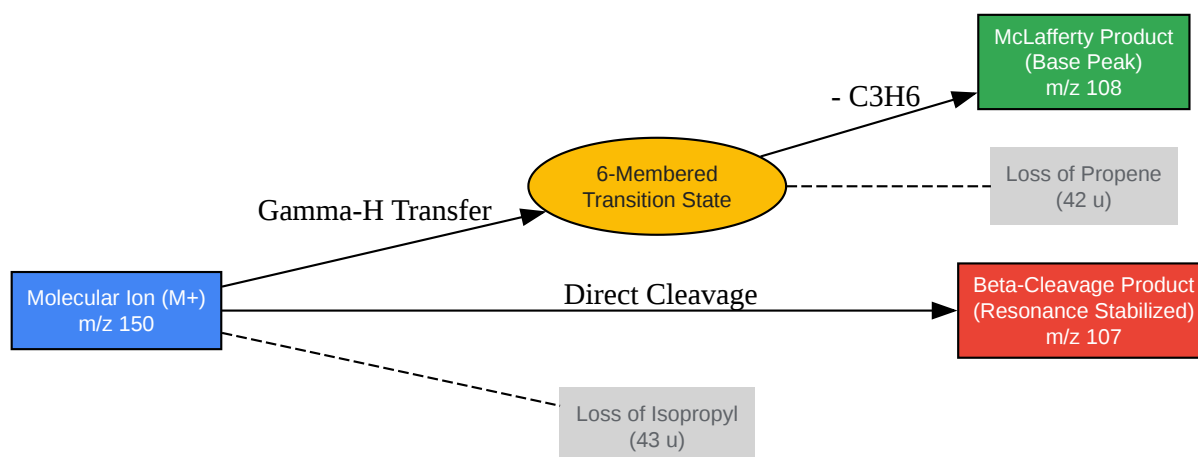 McLafferty Product
(Base Peak)
m/z 108
- C3H6
6-Membered
Transition State
Loss of Propene
(42 u)
Gamma-H Transfer
Molecular Ion (M+)
m/z 150
Direct Cleavage
Beta-Cleavage Product
(Resonance Stabilized)
m/z 107
Loss of Isopropyl
(43 u)